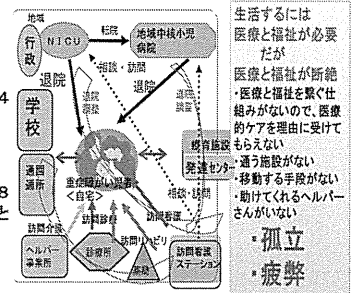 地域
行政
NICU
転院
地域中核小児
病院
退院
相談・訪問
退院
学校
退院
調整
療育施設
発達センター
通園
通所
重症障がい児者
<自宅>
相談・訪問
訪問介護
訪問診療
訪問リハビリ
訪問看護
ヘルパー
事業所
診療所
薬局
訪問看護
ステーション
4
8
と
生活するには
医療と福祉が必要
だが
医療と福祉が断絶
・医療と福祉を繋ぐ仕
組みがないので、医療
的ケアを理由に受けて
もらえない
・通う施設がない
・移動する手段がない
・助けてくれるヘルパー
さんがいない
・孤立
・疲弊